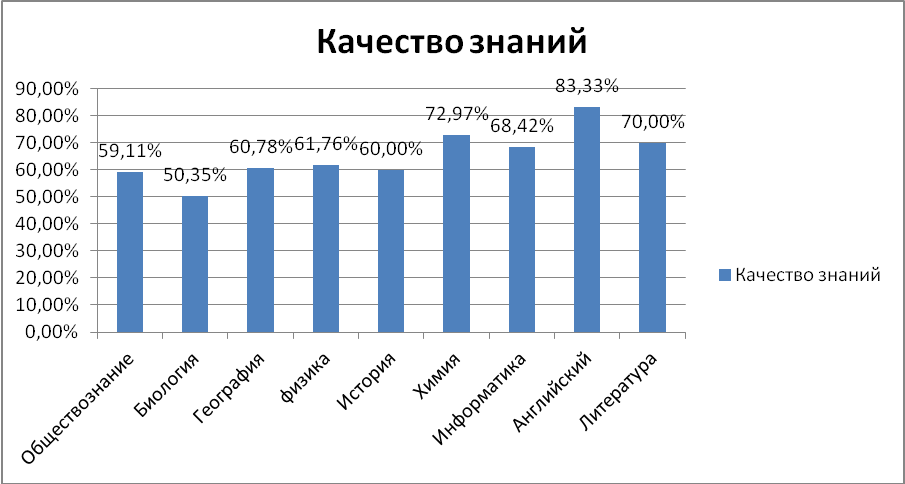 Качество знаний
90,00%
80,00%
70,00%
60,00%
50,00%
40,00%
30,00%
20,00%
10,00%
0,00%
59,11%
50,35%
60,78%
61,76%
60,00%
72,97%
68,42%
83,33%
70,00%
Обществознание
Биология
География
физика
История
Химия
Информатика
Английский
Литература
Качество знаний